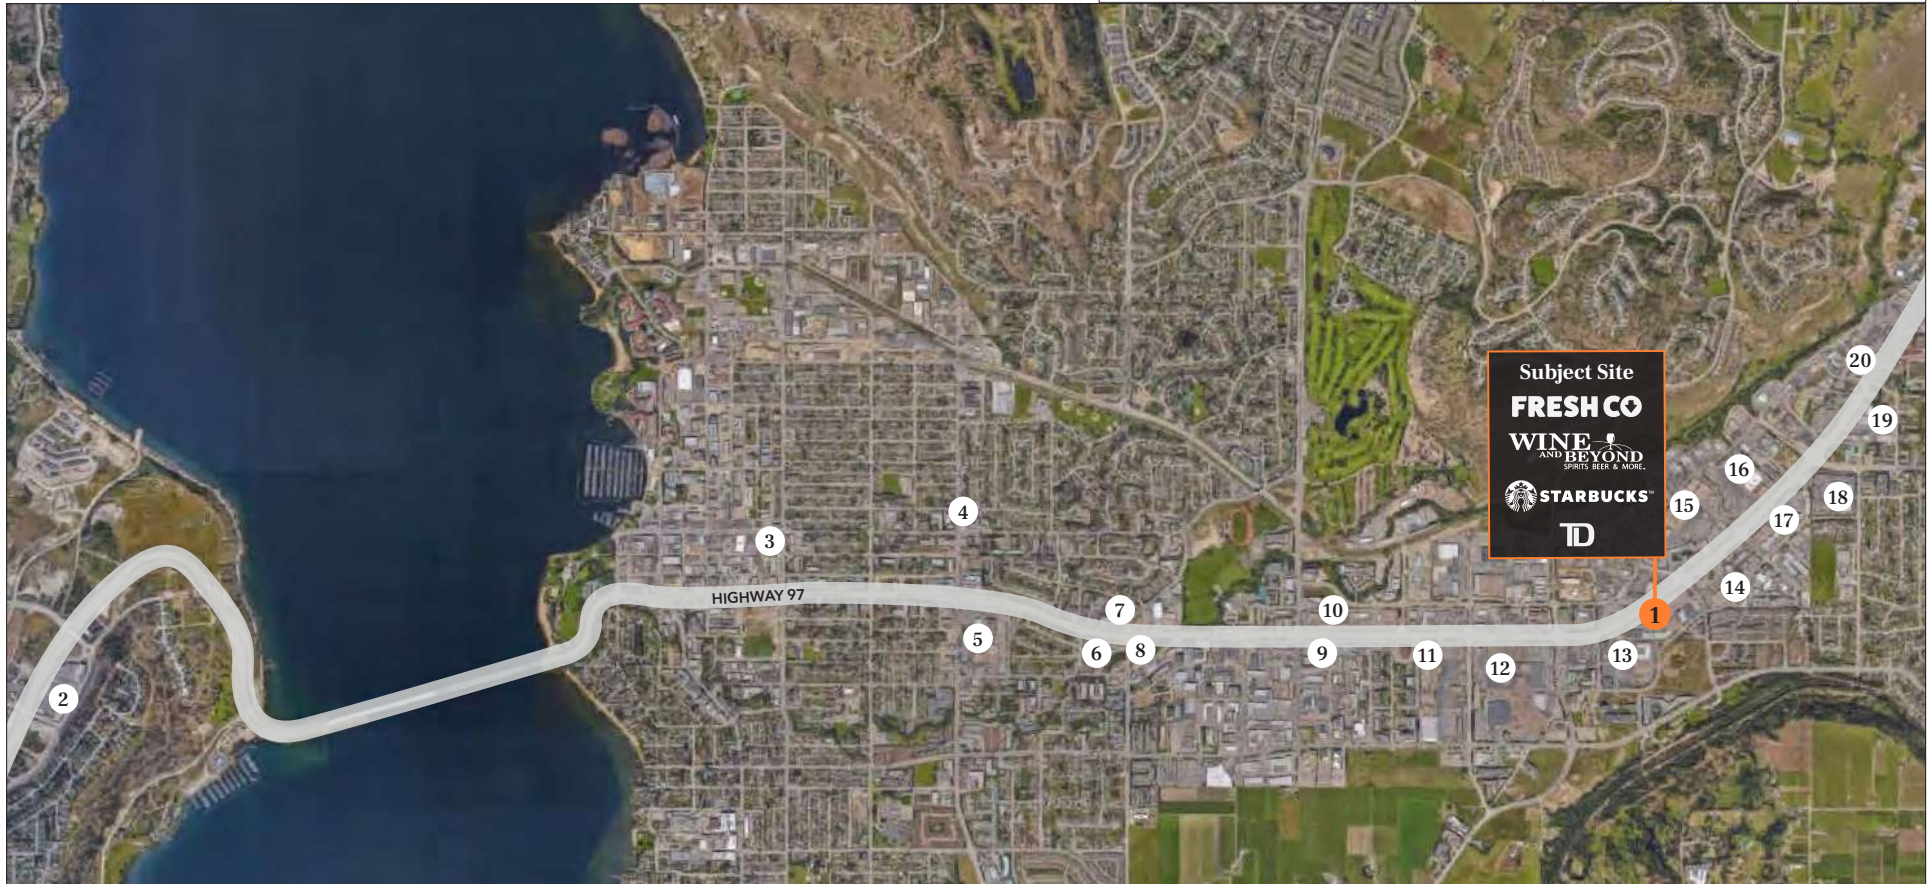 Subject Site
FRESHCO
WINE
AND BEYOND
SPIRITS BEER & MORE.
STARBUCKS™
TD
20
19
16
15
18
17
4
3
14
HIGHWAY 97
7
10
1
5
6
8
9
11
13
12
2